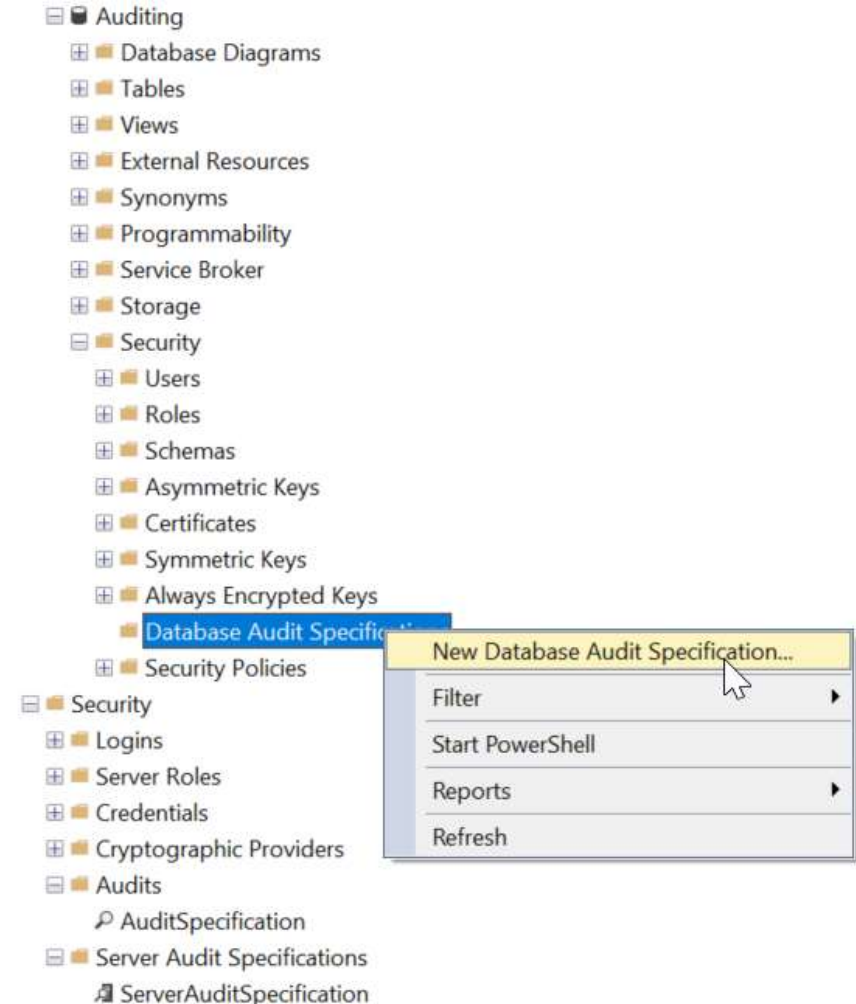 Auditing
Database Diagrams
Tables
Views
External Resources
Synonyms
Programmability
Service Broker
Storage
Security
Users
Roles
Schemas
Asymmetric Keys
Certificates
Symmetric Keys
Always Encrypted Keys
Database Audit
New Database Audit Specification...
Security Policies
Filter
Security
Logins
Start PowerShell
Server Roles
Reports
Credentials
Refresh
Cryptographic Providers
Audits
AuditSpecification
Server Audit Specifications
ServerAuditSpecification